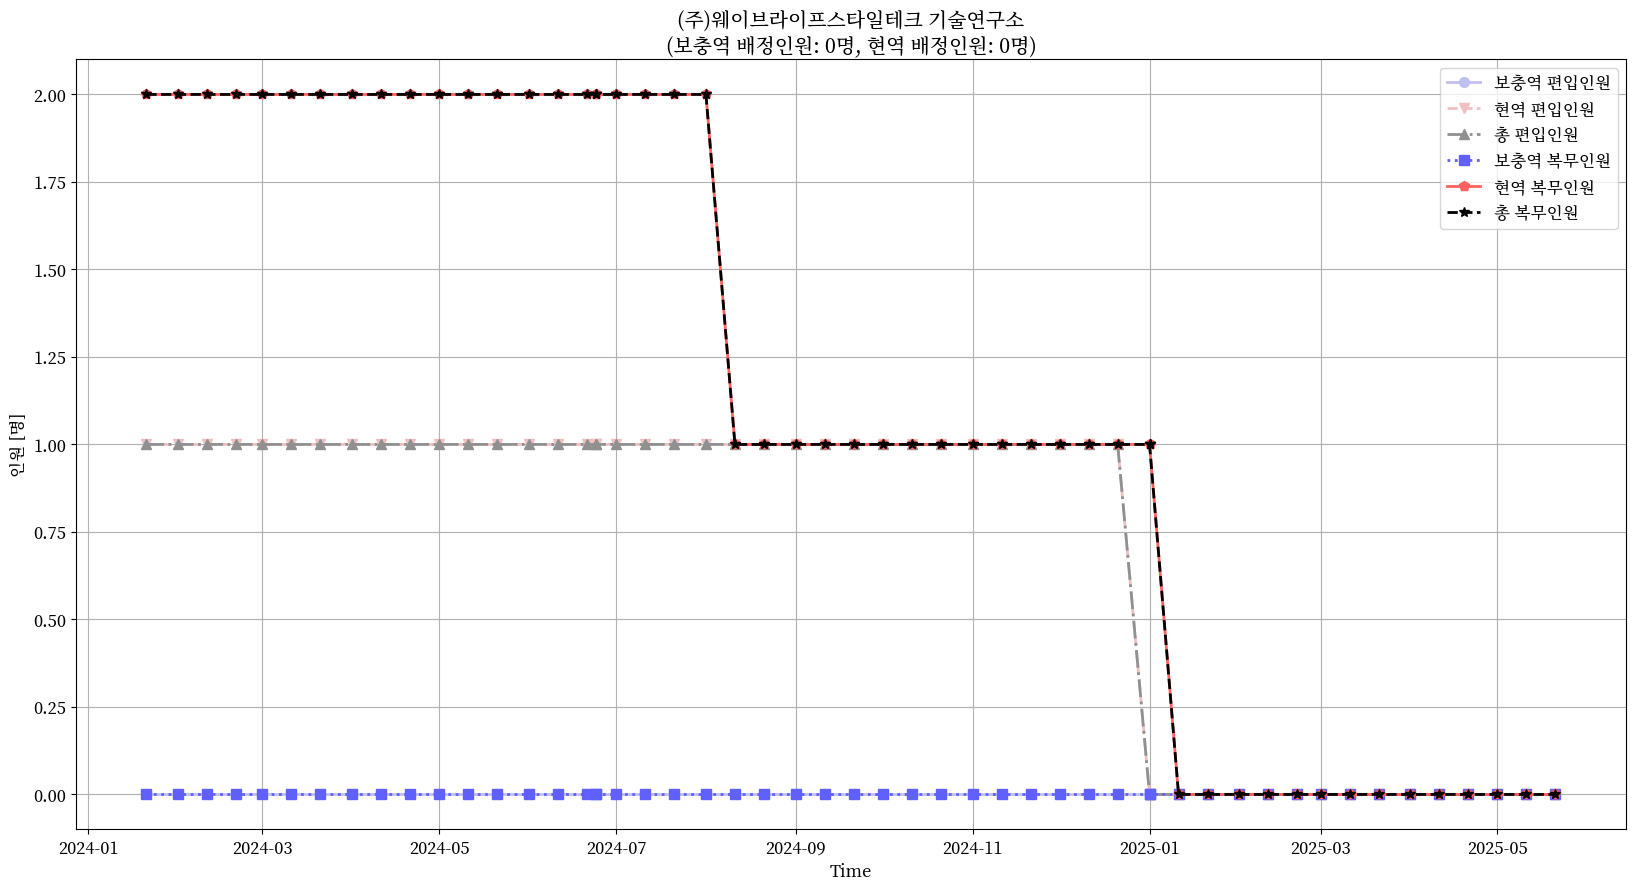 (주)웨이브라이프스타일테크 기술연구소
(보충역 배정인원: 0명, 현역 배정인원: 0명)
보충역 편입인원
현역 편입인원
총 편입인원
보충역 복무인원
현역 복무인원
총 복무인원
인원 [명]
2.00
1.75
1.50
1.25
1.00
0.75
0.50
0.25
0.00
2024-01
2024-03
2024-05
2024-07
2024-09
2024-11
2025-01
2025-03
2025-05
Time